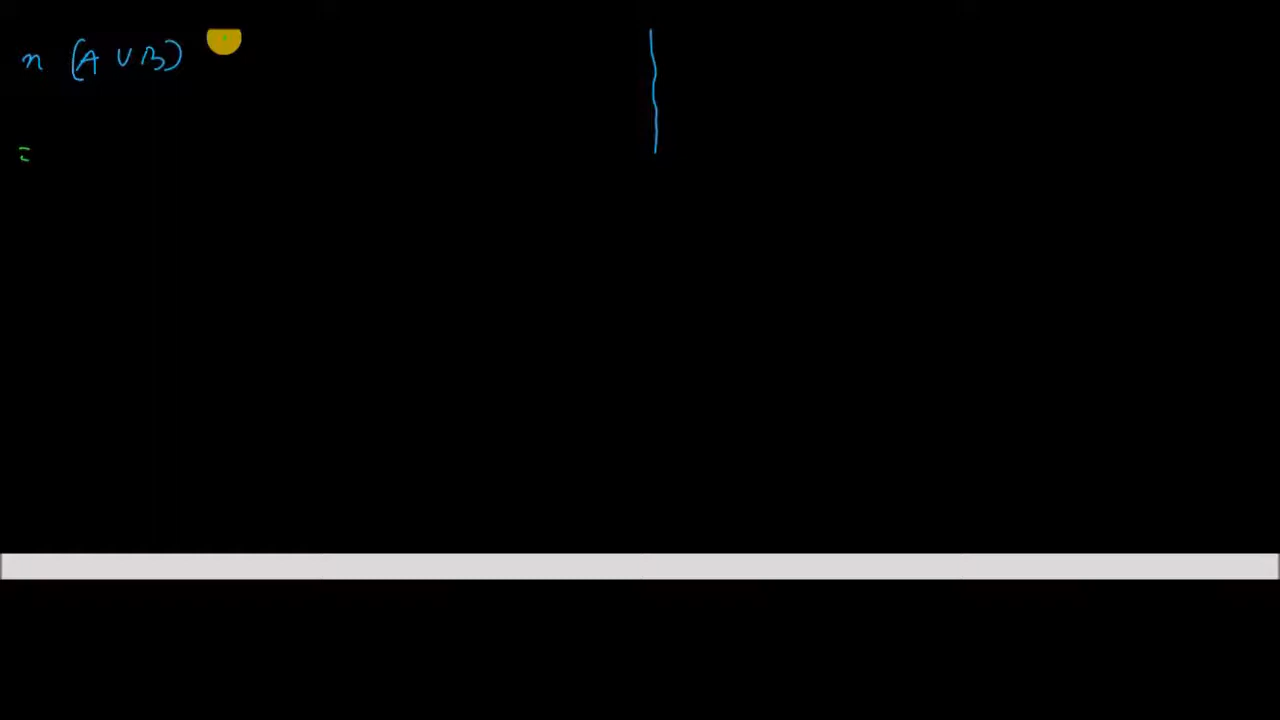 n (A ∪ B)
=